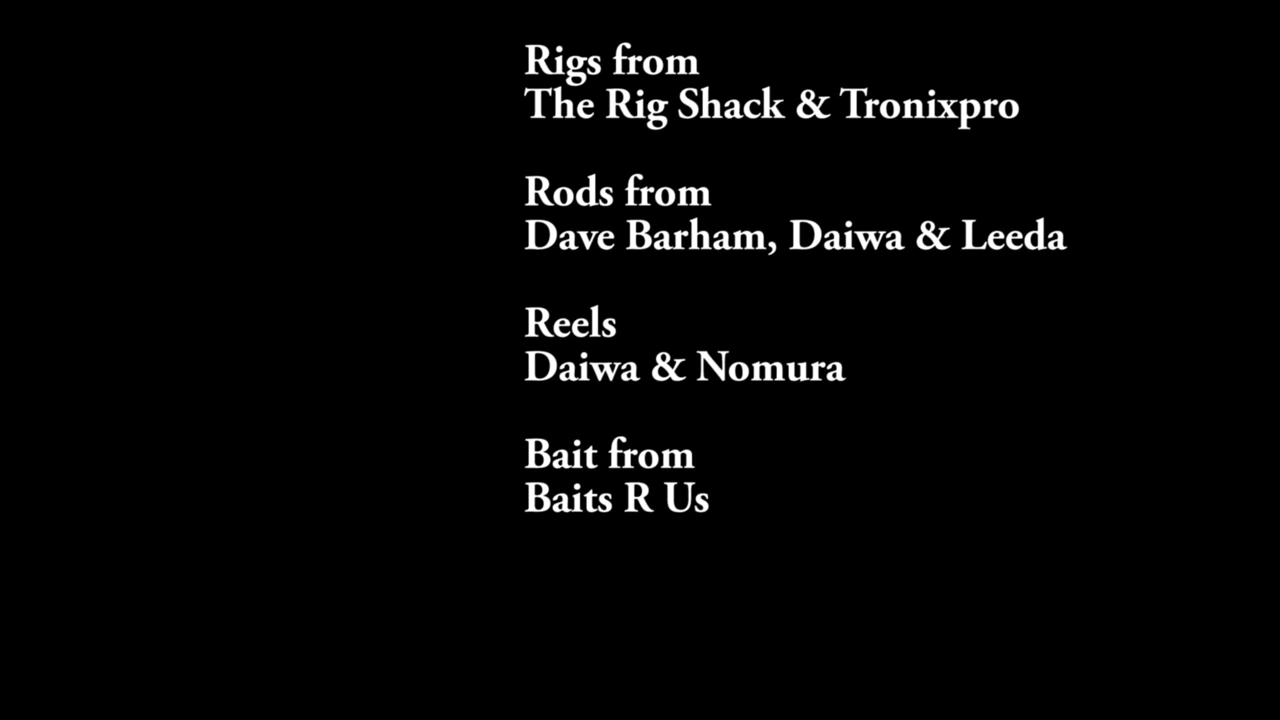 Rigs from
The Rig Shack & Tronixpro
Rods from
Dave Barham, Daiwa & Leeda
Reels
Daiwa & Nomura
Bait from
Baits R Us